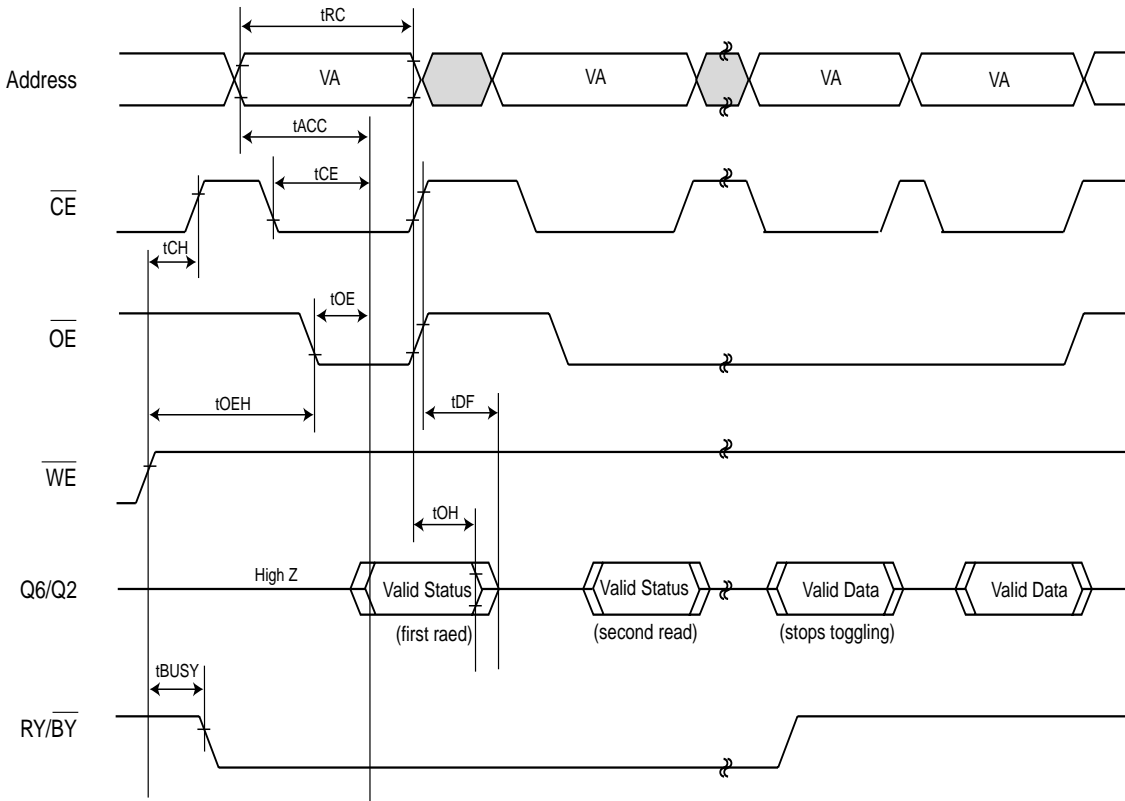 tRC
Address VA VA VA VA
tACC
tCE
CE
tCH
tOE
OE
tOEH
tDF
WE
tOH
High Z
Q6/Q2 Valid Status Valid Status Valid Data Valid Data
(first raed) (second read) (stops toggling)
tBUSY
RY/BY